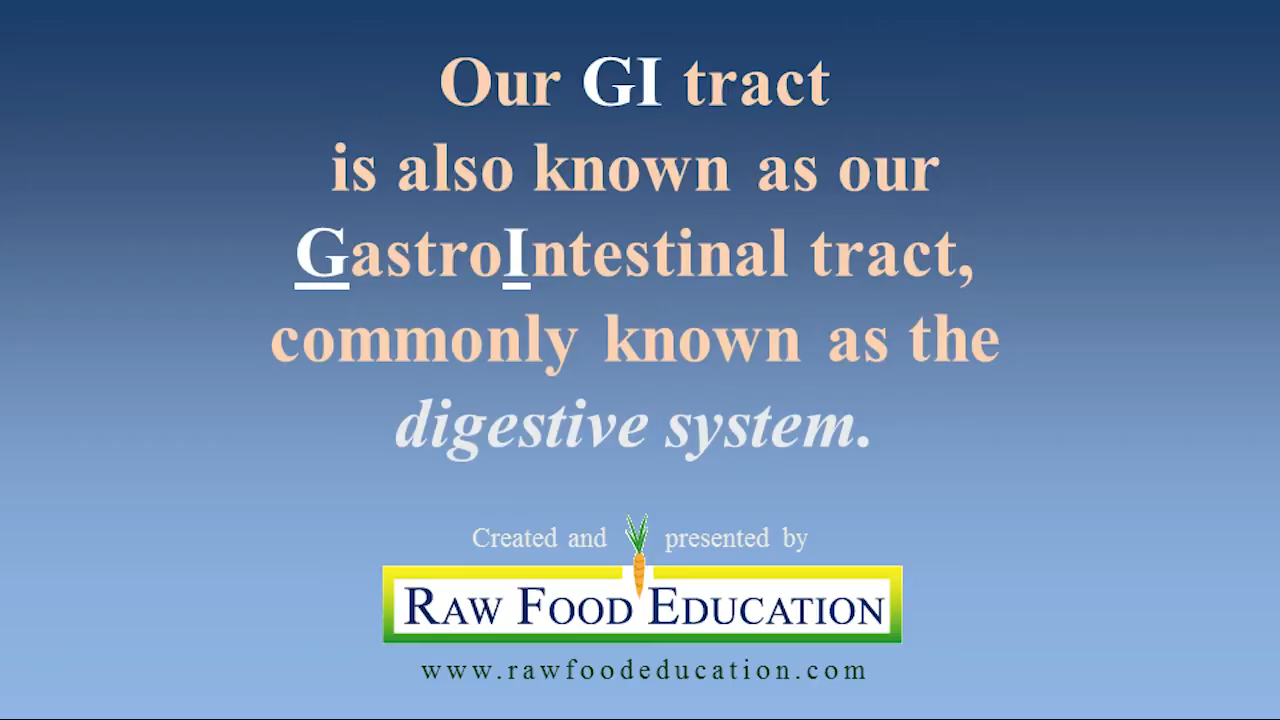 Our GI tract
is also known as our
GastroIntestinal tract,
commonly known as the
digestive system.
Created and presented by
RAW FOOD EDUCATION
www.rawfoodeducation.com